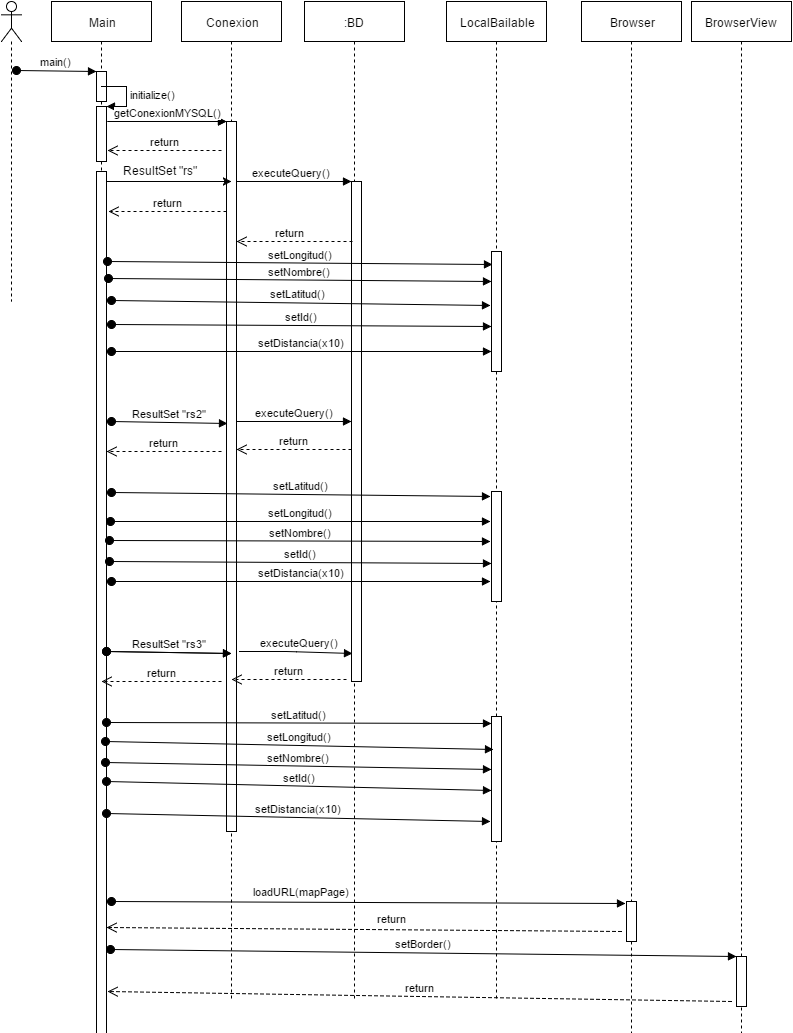 Main
Conexion
:BD
LocalBailable
Browser
BrowserView
main()
initialize()
getConexionMYSQL()
return
ResultSet "rs"
executeQuery()
return
return
setLongitud()
setNombre()
setLatitud()
setId()
setDistancia(x10)
ResultSet "rs2"
executeQuery()
return
return
setLatitud()
setLongitud()
setNombre()
setId()
setDistancia(x10)
ResultSet "rs3"
executeQuery()
return
return
setLatitud()
setLongitud()
setNombre()
setId()
setDistancia(x10)
loadURL(mapPage)
return
setBorder()
return